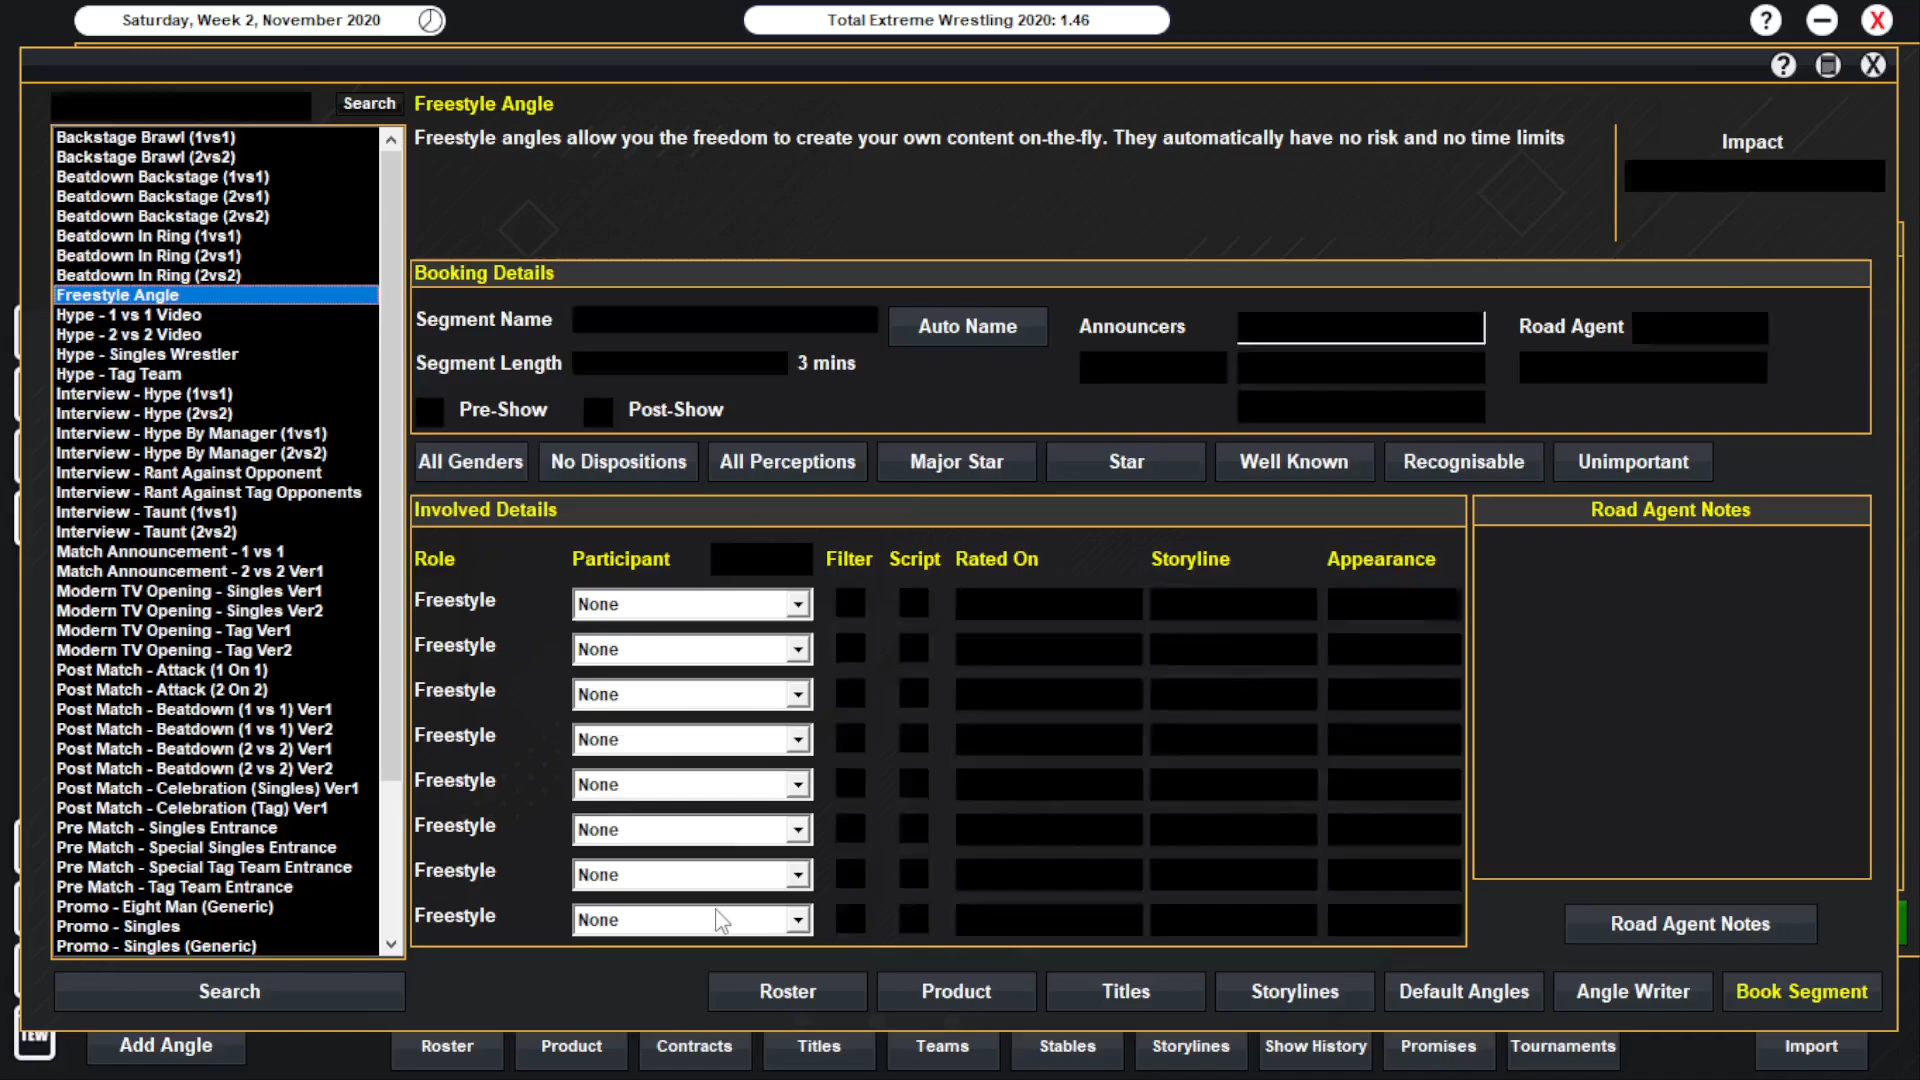 Saturday, Week 2, November 2020
Total Extreme Wrestling 2020: 1.46
? X
? X
Search
Freestyle Angle
Freestyle angles allow you the freedom to create your own content on-the-fly. They automatically have no risk and no time limits
Impact
Backstage Brawl (1vs1)
Backstage Brawl (2vs2)
Beatdown Backstage (1vs1)
Beatdown Backstage (2vs1)
Beatdown Backstage (2vs2)
Beatdown In Ring (1vs1)
Beatdown In Ring (2vs1)
Beatdown In Ring (2vs2)
Freestyle Angle
Hype - 1 vs 1 Video
Hype - 2 vs 2 Video
Hype - Singles Wrestler
Hype - Tag Team
Interview - Hype (1vs1)
Interview - Hype (2vs2)
Interview - Hype By Manager (1vs1)
Interview - Hype By Manager (2vs2)
Interview - Rant Against Opponent
Interview - Rant Against Tag Opponents
Interview - Taunt (1vs1)
Interview - Taunt (2vs2)
Match Announcement - 1 vs 1
Match Announcement - 2 vs 2 Ver1
Modern TV Opening - Singles Ver1
Modern TV Opening - Singles Ver2
Modern TV Opening - Tag Ver1
Modern TV Opening - Tag Ver2
Post Match - Attack (1 On 1)
Post Match - Attack (2 On 2)
Post Match - Beatdown (1 vs 1) Ver1
Post Match - Beatdown (1 vs 1) Ver2
Post Match - Beatdown (2 vs 2) Ver1
Post Match - Beatdown (2 vs 2) Ver2
Post Match - Celebration (Singles) Ver1
Post Match - Celebration (Tag) Ver1
Pre Match - Singles Entrance
Pre Match - Special Singles Entrance
Pre Match - Special Tag Team Entrance
Pre Match - Tag Team Entrance
Promo - Eight Man (Generic)
Promo - Singles
Promo - Singles (Generic)
Search
Booking Details
Segment Name Auto Name Announcers Road Agent
Segment Length 3 mins
Pre-Show Post-Show
All Genders No Dispositions All Perceptions Major Star Star Well Known Recognisable Unimportant
Involved Details
Role Participant Filter Script Rated On Storyline Appearance
Freestyle None
Freestyle None
Freestyle None
Freestyle None
Freestyle None
Freestyle None
Freestyle None
Freestyle None
Road Agent Notes
Road Agent Notes
Roster Product Titles Storylines Default Angles Angle Writer Book Segment
TEW Add Angle Roster Product Contracts Titles Teams Stables Storylines Show History Promises Tournaments Import